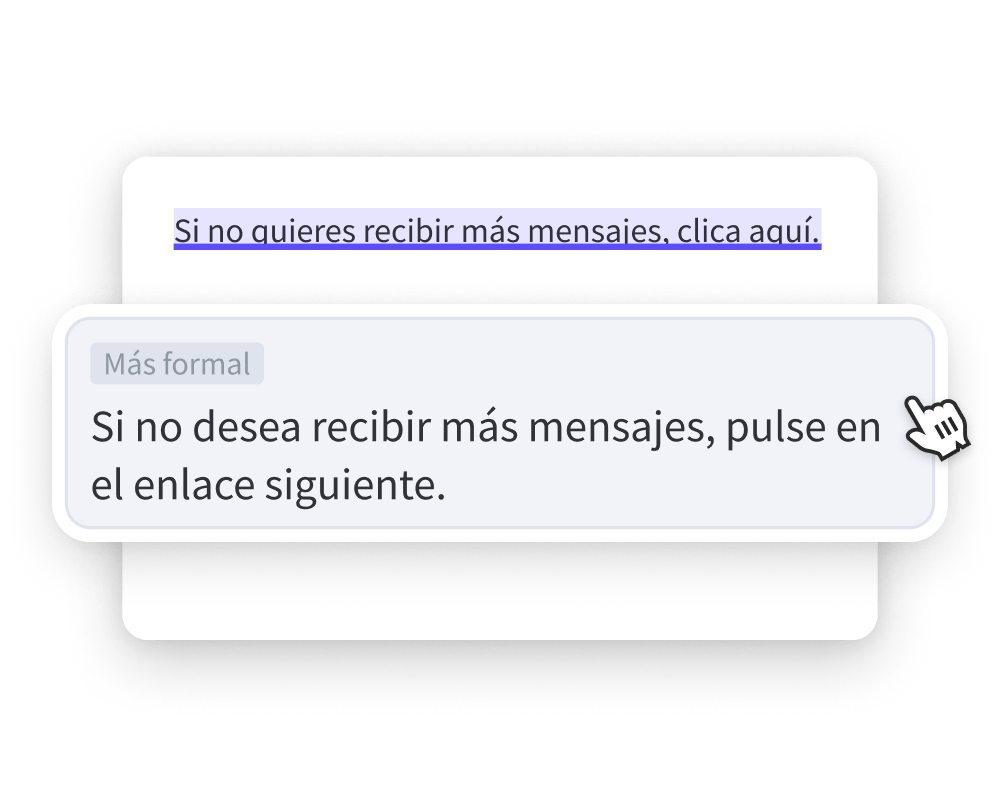 Si no quieres recibir más mensajes, clica aquí.
Más formal
Si no desea recibir más mensajes, pulse en
el enlace siguiente.